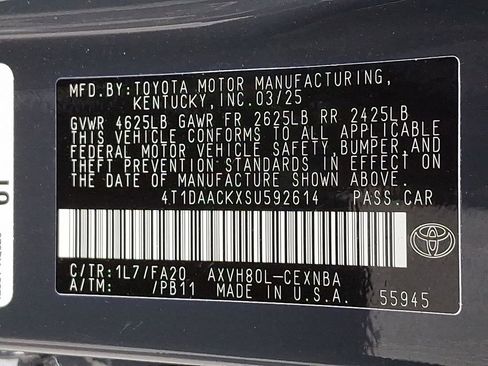 MFD.BY:TOYOTA MOTOR MANUFACTURING,
KENTUCKY,INC.03/25
GVWR 4625LB GAWR FR 2625LB RR 2425LB
THIS VEHICLE CONFORMS TO ALL APPLICABLE
FEDERAL MOTOR VEHICLE SAFETY,BUMPER,AND
THEFT PREVENTION STANDARDS IN EFFECT ON
THE DATE OF MANUFACTURE SHOWN ABOVE.
4T1DAACKXSU592614 PASS.CAR
C/TR:1L7/FA20 AXVH80L-CEXNBA
A/TM: /PB11 MADE IN U.S.A. 55945